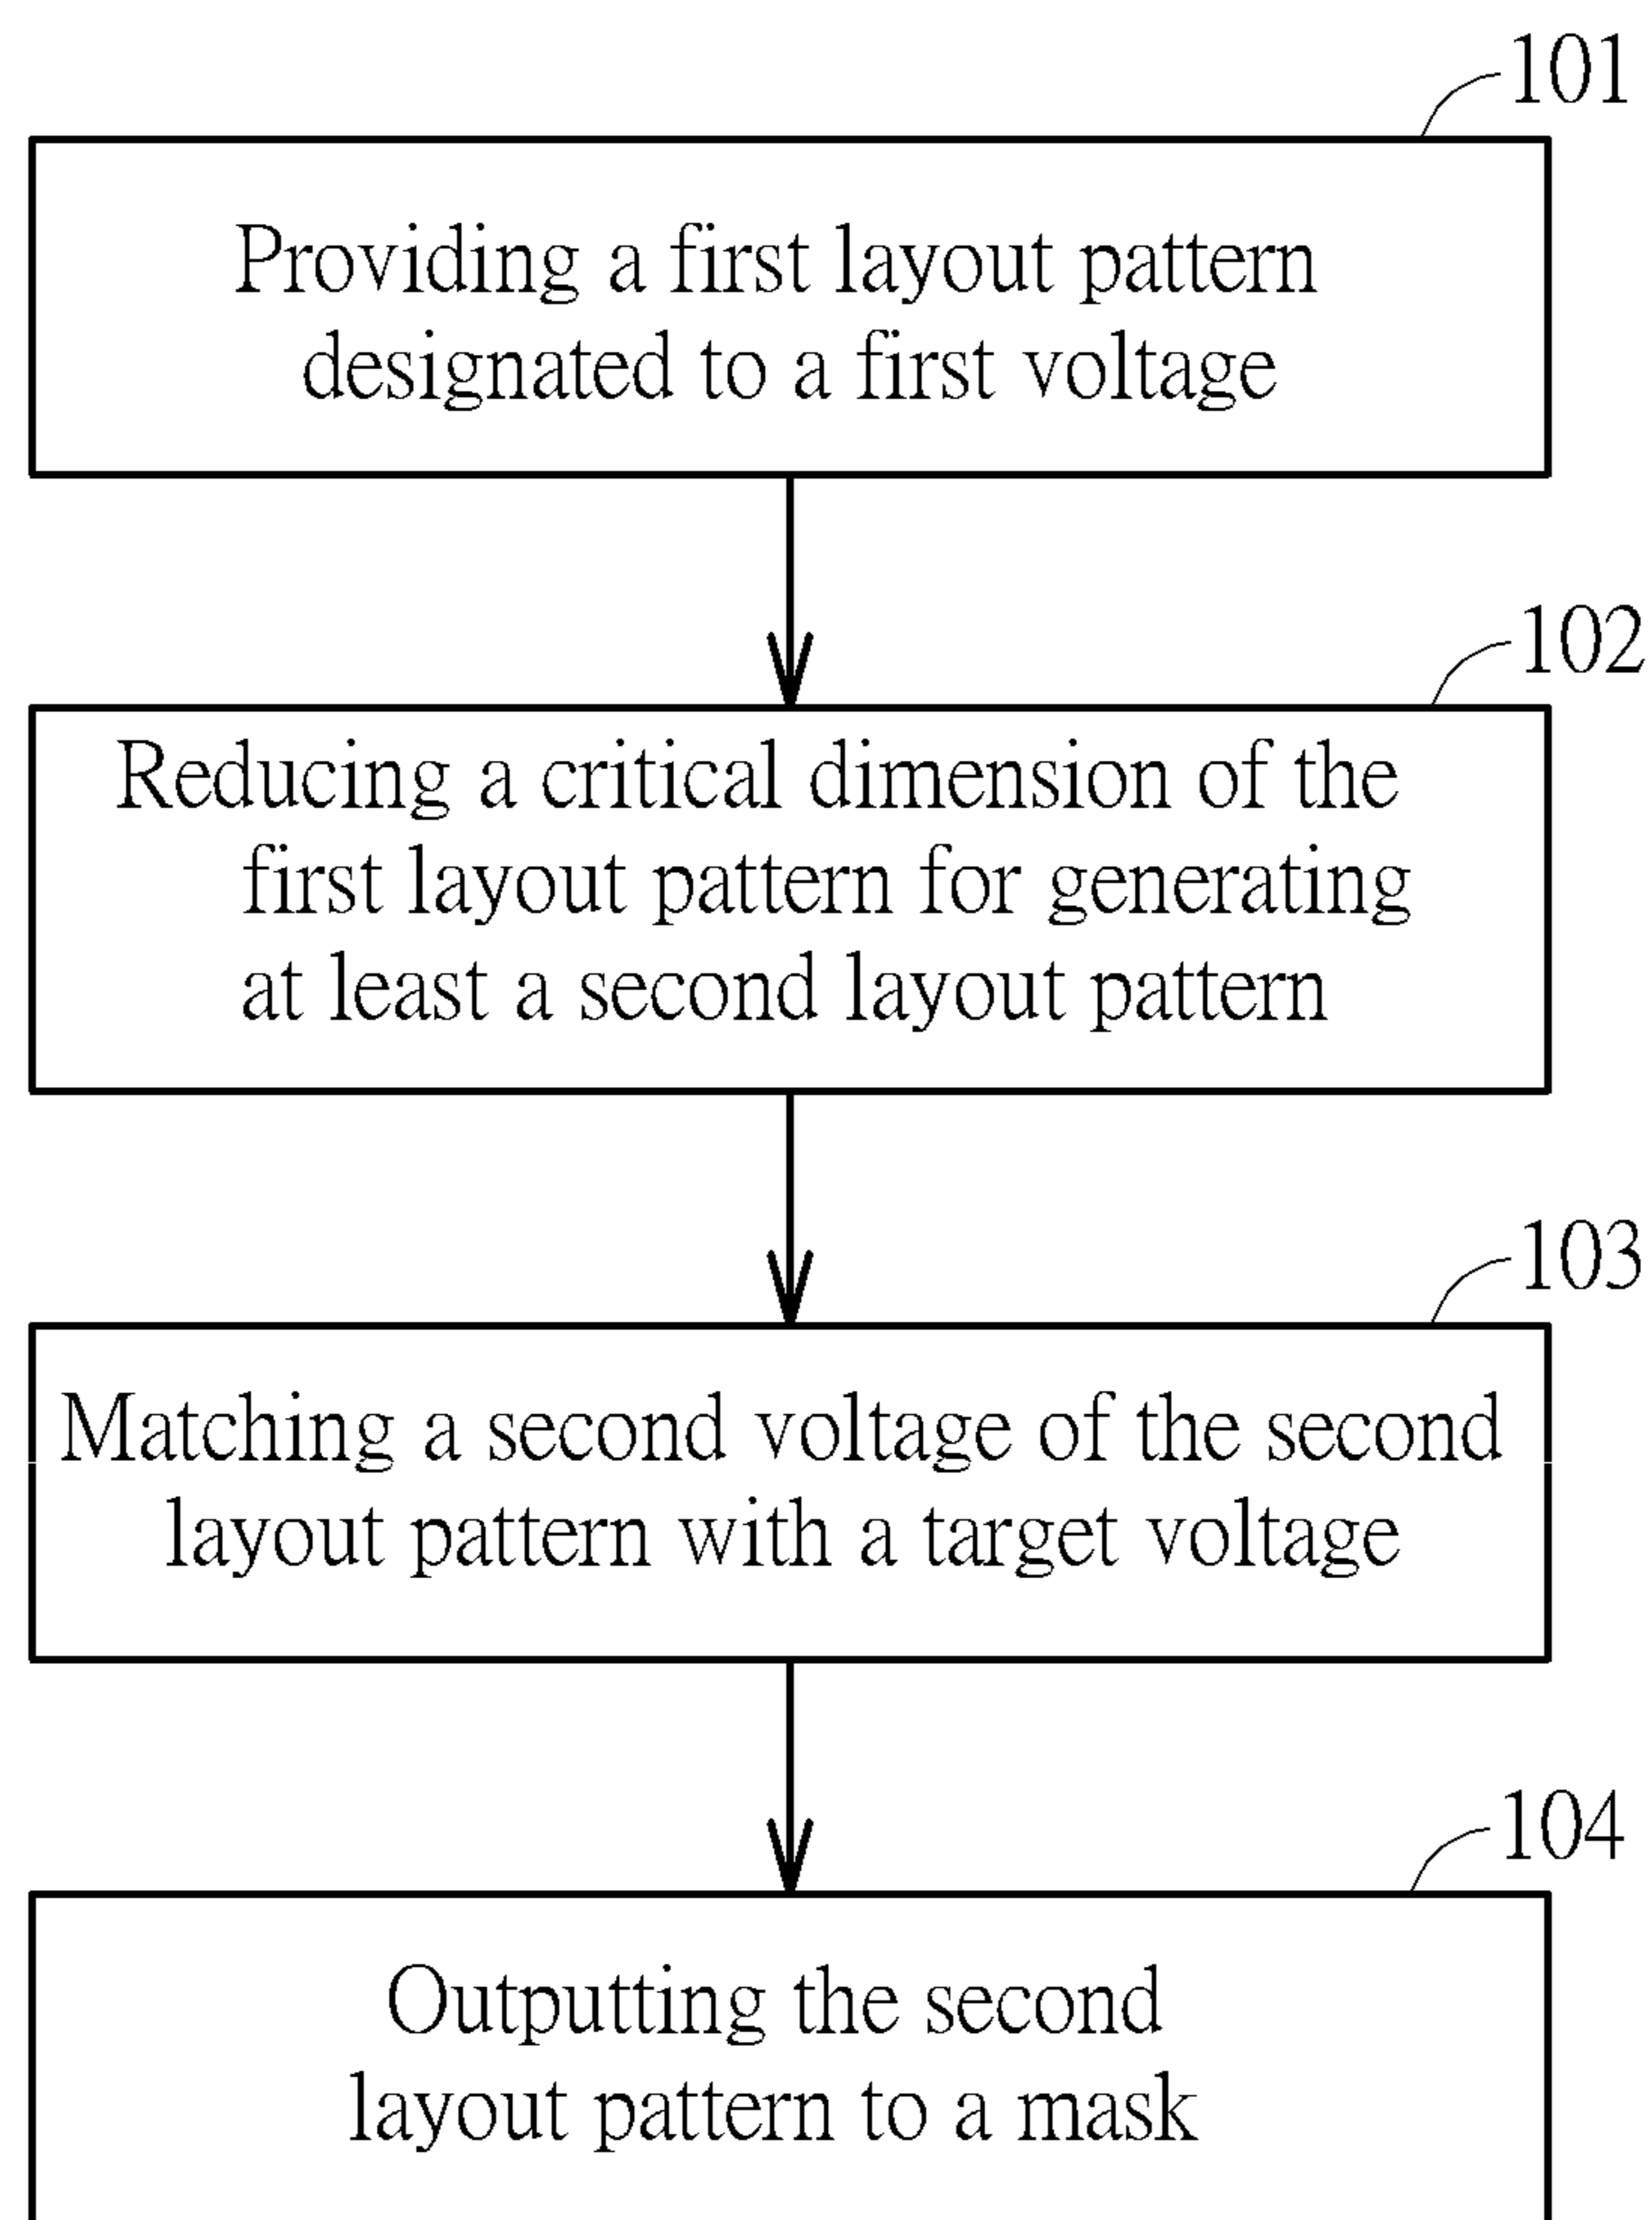 101
Providing a first layout pattern
designated to a first voltage
102
Reducing a critical dimension of the
first layout pattern for generating
at least a second layout pattern
103
Matching a second voltage of the second
layout pattern with a target voltage
104
Outputting the second
layout pattern to a mask